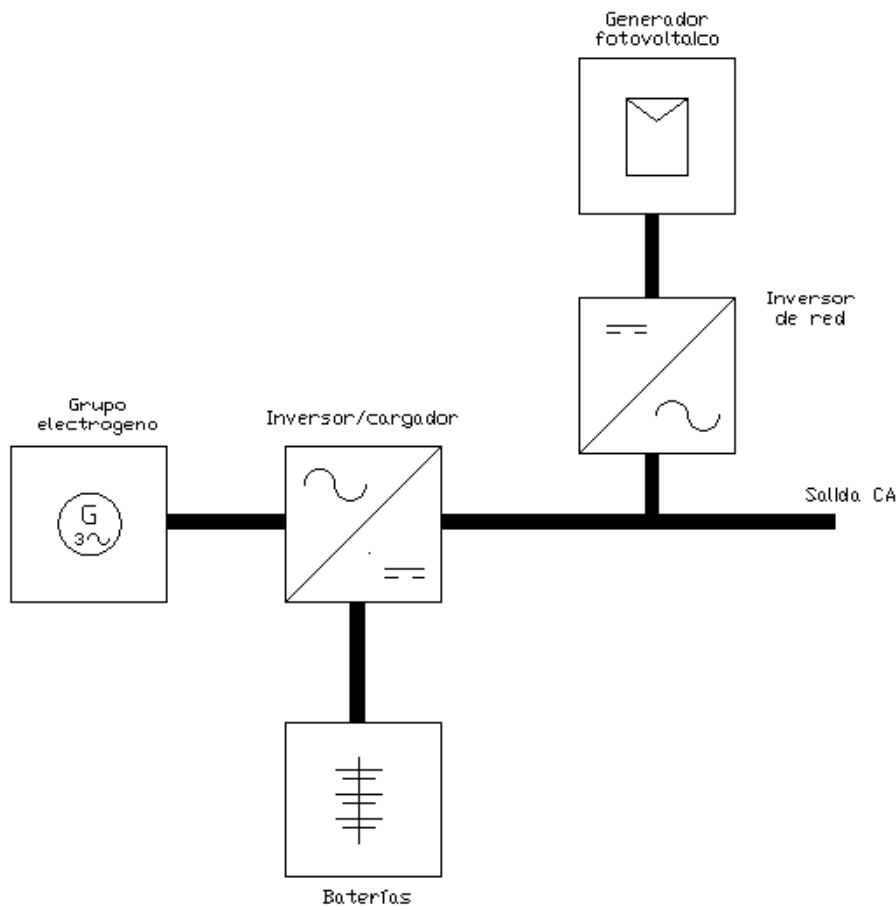 Generador
fotovoltaico
Inversor
de red
Grupo
electrogeno
Inversor/cargador
Salida CA
G
3
Baterías